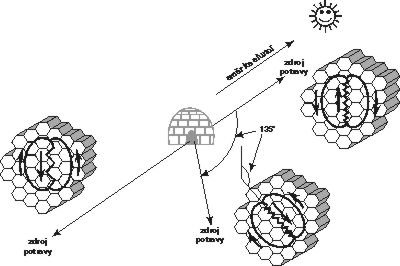 směr ke slunci
zdroj
potravy
135°
zdroj
potravy
zdroj
potravy